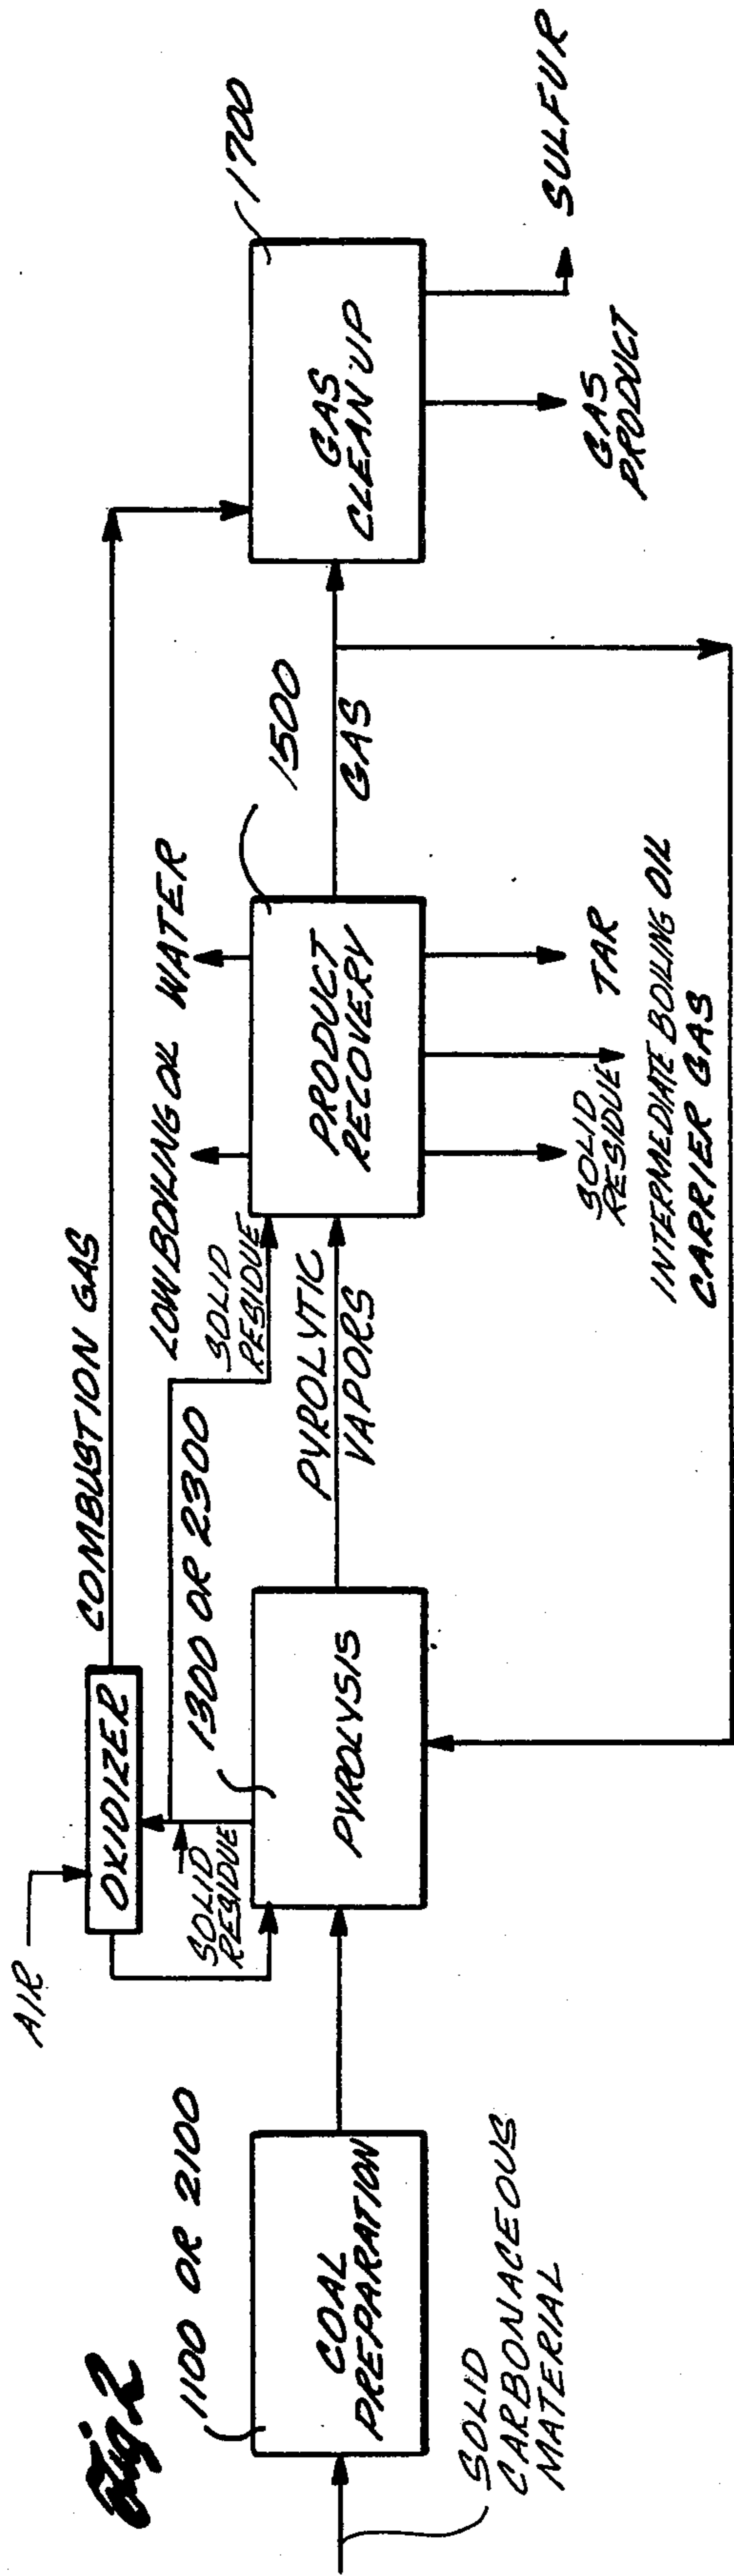 Fig 2
AIR
OXIDIZER
COMBUSTION GAS
1100 OR 2100
COAL
PREPARATION
SOLID
CARBONACEOUS
MATERIAL
SOLID
RESIDUE
1300 OR 2300
PYROLYSIS
PYROLYTIC
VAPORS
SOLID
RESIDUE
LOW BOILING OIL
WATER
1500
PRODUCT
RECOVERY
SOLID
RESIDUE
TAR
INTERMEDIATE BOILING OIL
CARRIER GAS
GAS
1700
GAS
CLEAN UP
GAS
PRODUCT
SULFUR